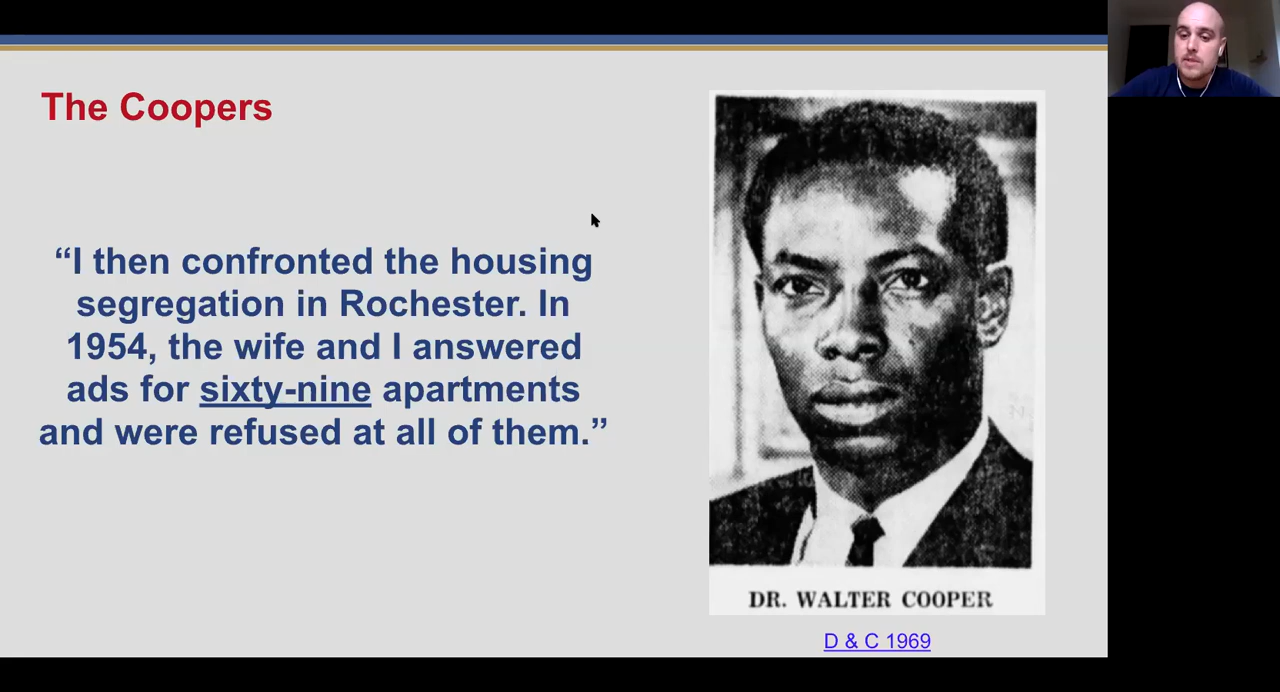 The Coopers
“I then confronted the housing
segregation in Rochester. In
1954, the wife and I answered
ads for sixty-nine apartments
and were refused at all of them.”
DR. WALTER COOPER
D & C 1969